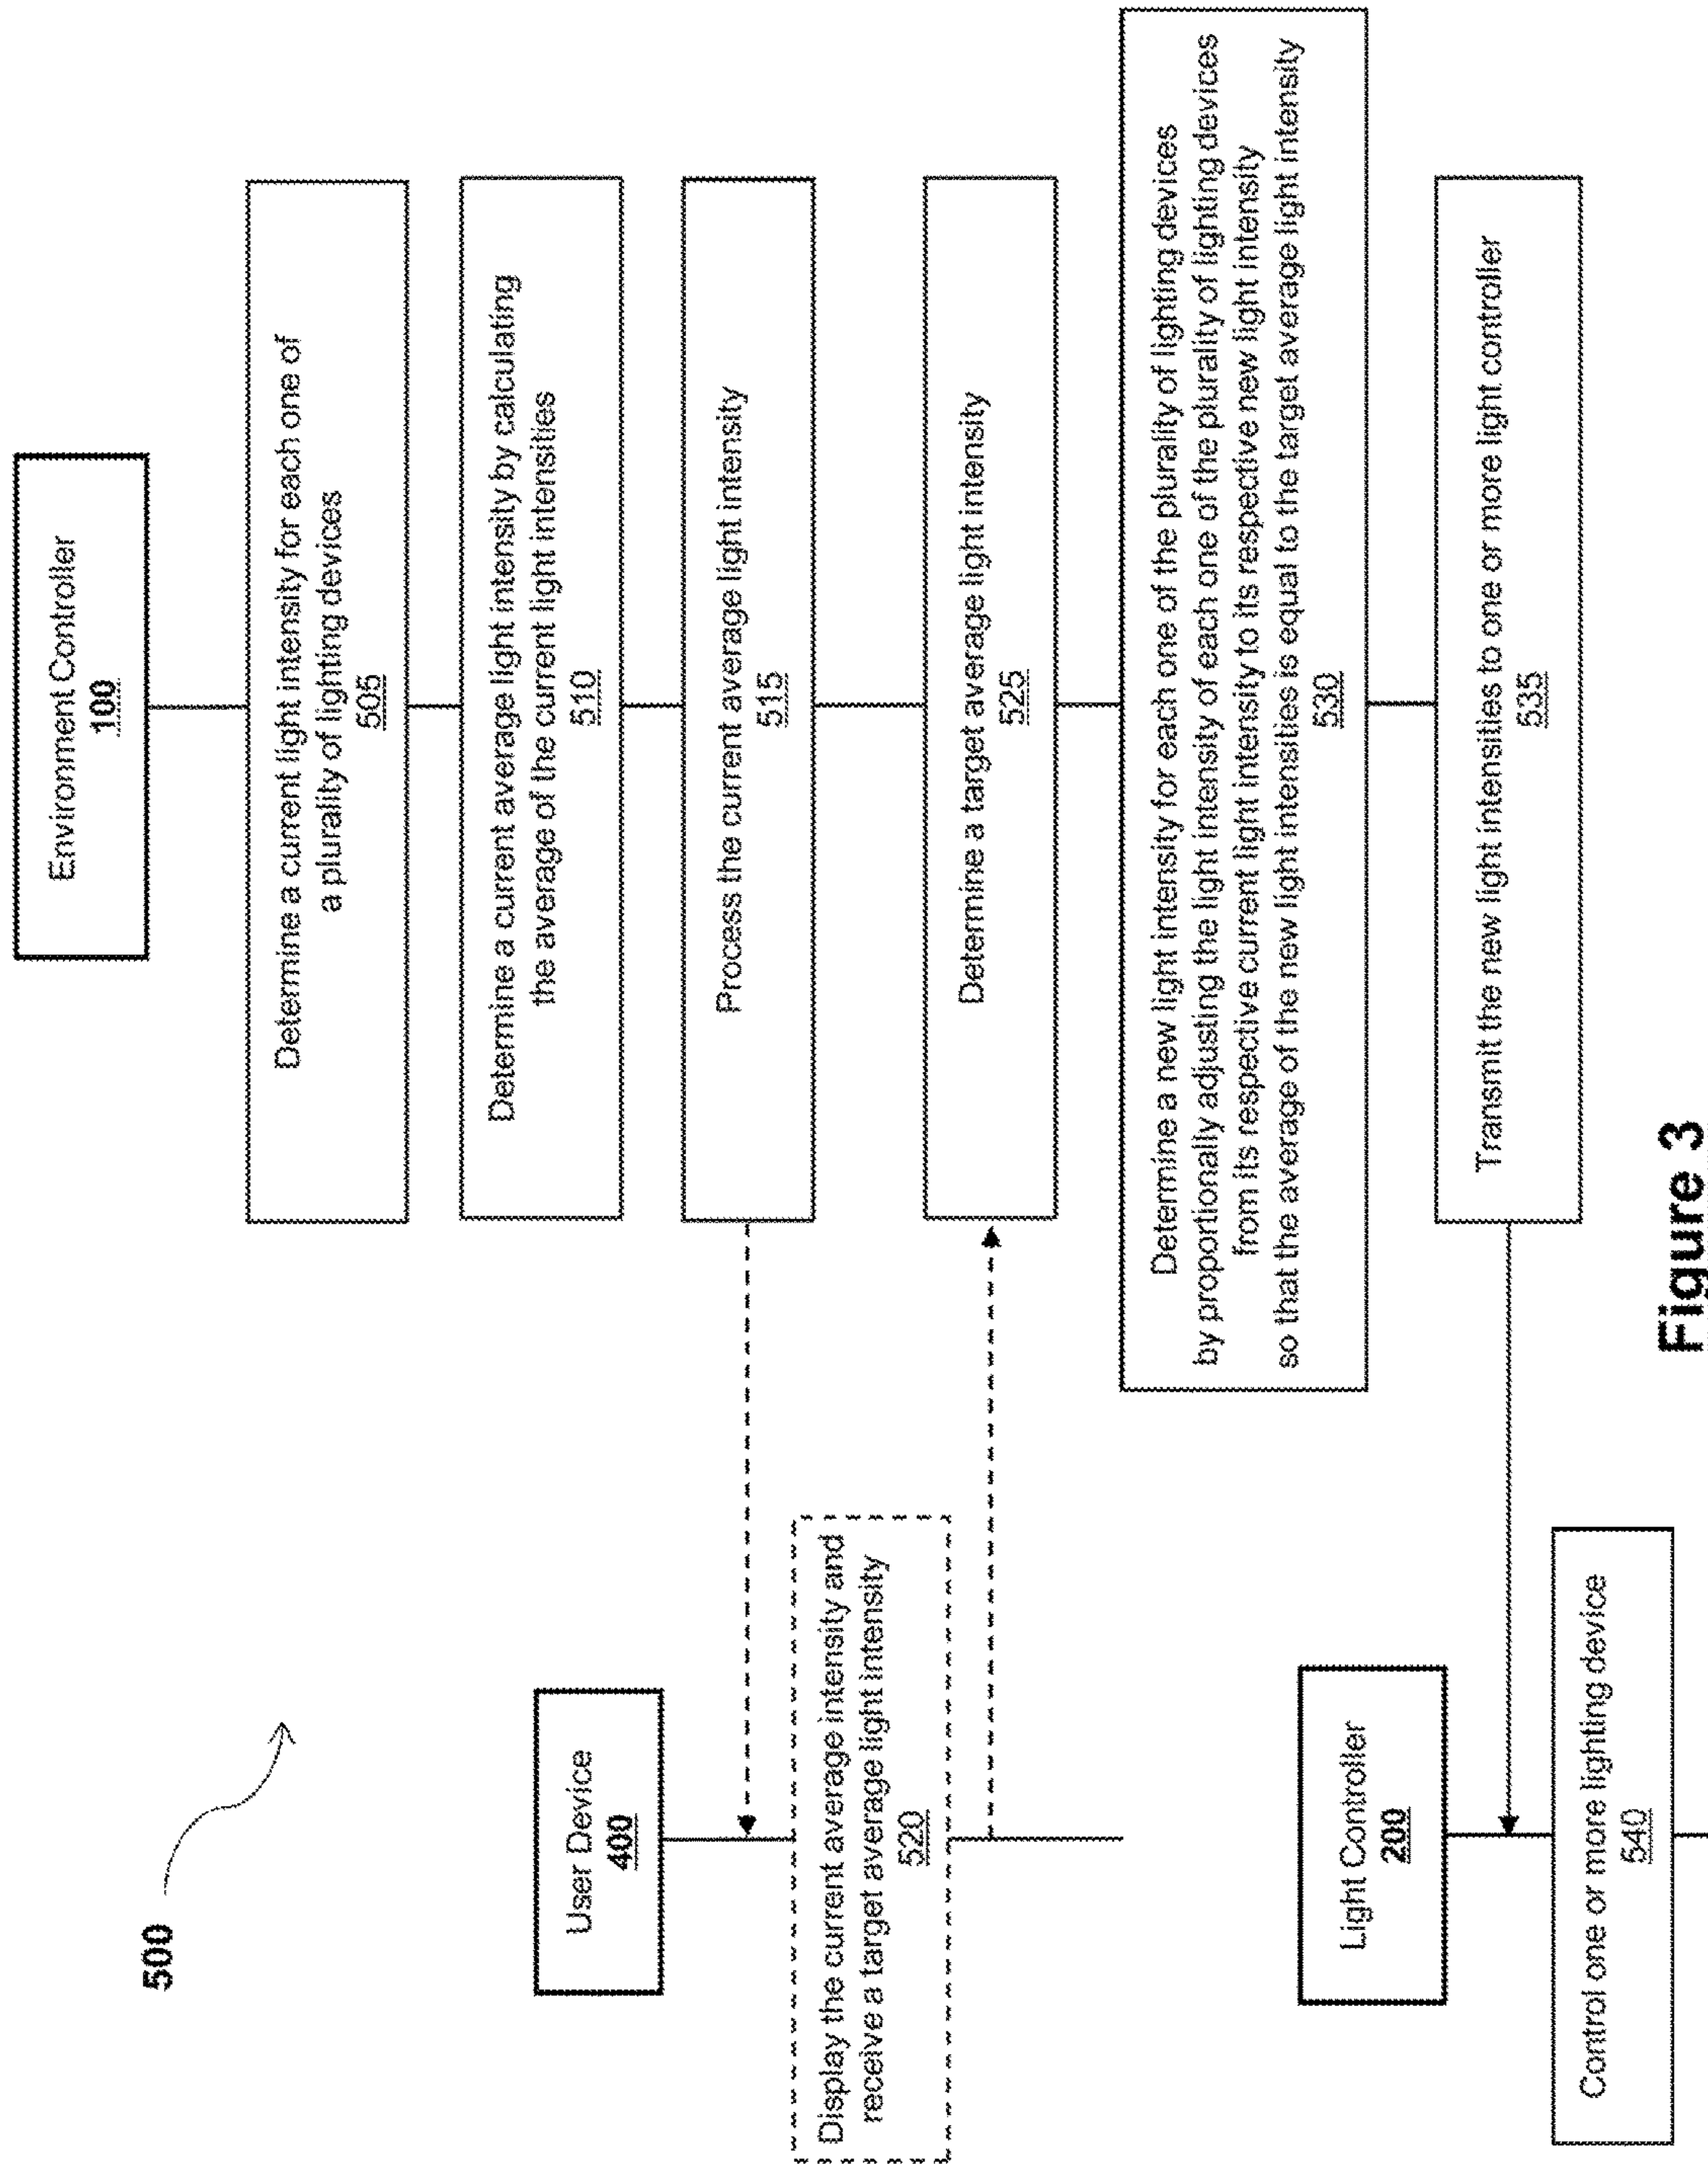 500
Environment Controller
100
Determine a current light intensity for each one of
a plurality of lighting devices
505
Determine a current average light intensity by calculating
the average of the current light intensities
510
User Device
400
Process the current average light intensity
515
Display the current average intensity and
receive a target average light intensity
520
Determine a target average light intensity
525
Determine a new light intensity for each one of the plurality of lighting devices
by proportionally adjusting the light intensity of each one of the plurality of lighting devices
from its respective current light intensity to its respective new light intensity
so that the average of the new light intensities is equal to the target average light intensity
530
Light Controller
200
Transmit the new light intensities to one or more light controller
535
Control one or more lighting device
540
Figure 3